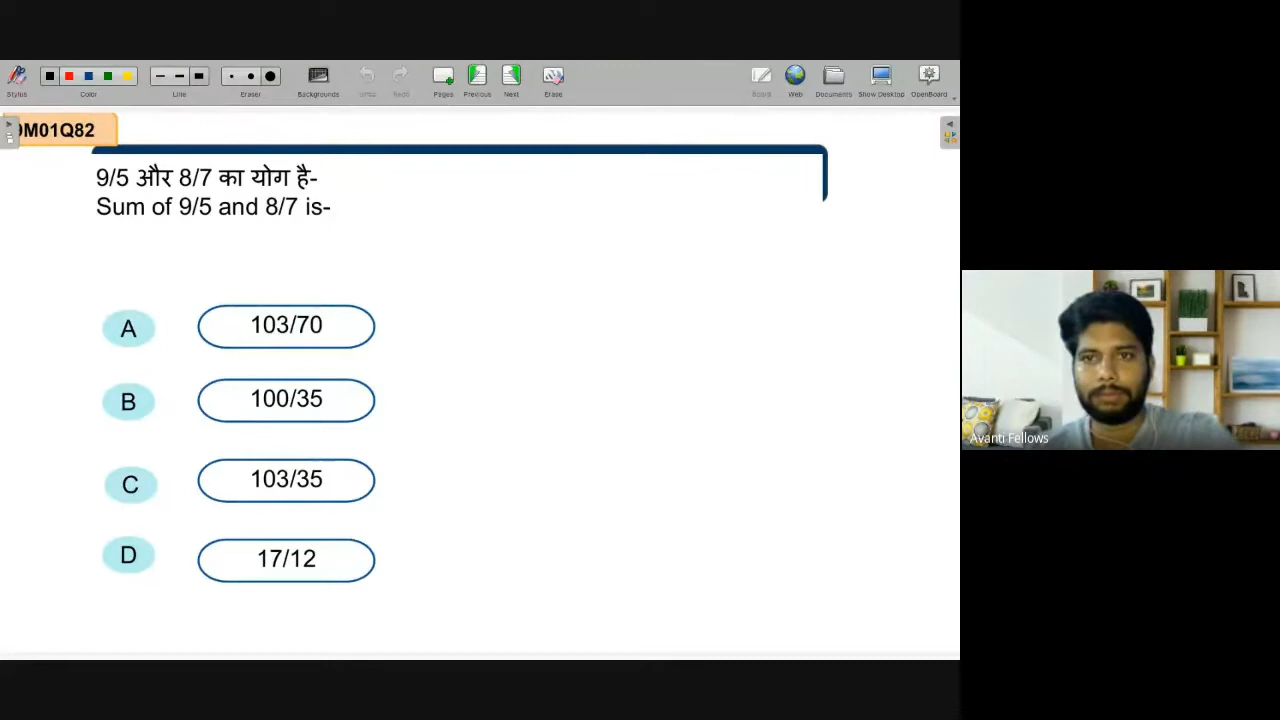 Stylus
Color
Line
Eraser
Backgrounds
Undo
Redo
Pages
Previous
Next
Erase
Board
Web
Documents
Show Desktop
OpenBoard
9M01Q82
9/5 और 8/7 का योग है-
Sum of 9/5 and 8/7 is-
A
103/70
B
100/35
C
103/35
D
17/12
Avanti Fellows